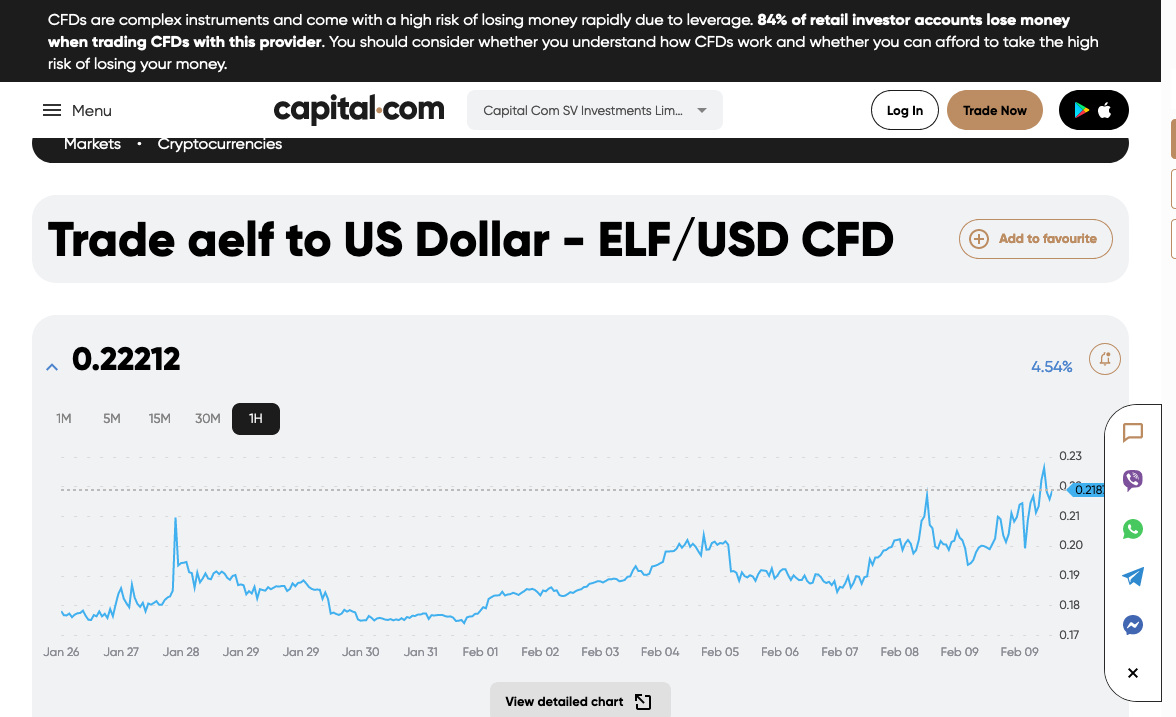 CFDs are complex instruments and come with a high risk of losing money rapidly due to leverage. 84% of retail investor accounts lose money
when trading CFDs with this provider. You should consider whether you understand how CFDs work and whether you can afford to take the high
risk of losing your money.
Menu
capital.com
Capital Com SV Investments Lim...
Log In
Trade Now
Markets • Cryptocurrencies
Trade aelf to US Dollar - ELF/USD CFD
Add to favourite
0.22212
4.54%
1M 5M 15M 30M 1H
0.23
0.218
0.21
0.20
0.19
0.18
0.17
Jan 26 Jan 27 Jan 28 Jan 29 Jan 29 Jan 30 Jan 31 Feb 01 Feb 02 Feb 03 Feb 04 Feb 05 Feb 06 Feb 07 Feb 08 Feb 09 Feb 09
View detailed chart